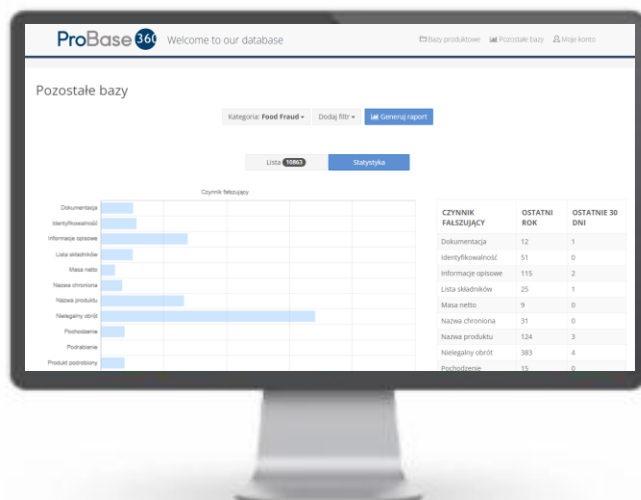 ProBase 360 Welcome to our database
Bazy produktowe Pozostałe bazy Moje konto
Pozostałe bazy
Kategoria: Food Fraud Dodaj filtr Generuj raport
Lista 10863 Statystyka
Czynnik fałszujący
Dokumentacja
Identyfikowalność
Informacje opisowe
Lista składników
Masa netto
Nazwa chroniona
Nazwa produktu
Nielegalny obrót
Pochodzenie
Podrabianie
Produkt podrobiony
CZYNNIK FAŁSZUJĄCY OSTATNI ROK OSTATNIE 30 DNI
Dokumentacja 12 1
Identyfikowalność 51 0
Informacje opisowe 115 2
Lista składników 25 1
Masa netto 9 0
Nazwa chroniona 31 0
Nazwa produktu 124 3
Nielegalny obrót 383 4
Pochodzenie 15 0